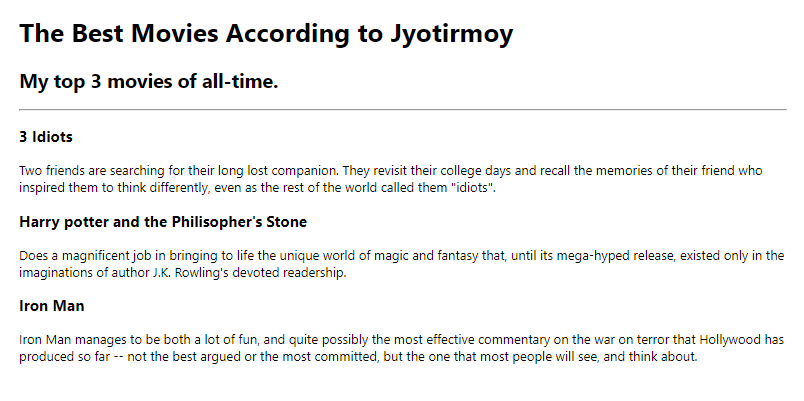 The Best Movies According to Jyotirmoy
My top 3 movies of all-time.
3 Idiots
Two friends are searching for their long lost companion. They revisit their college days and recall the memories of their friend who
inspired them to think differently, even as the rest of the world called them "idiots".
Harry potter and the Philisopher's Stone
Does a magnificent job in bringing to life the unique world of magic and fantasy that, until its mega-hyped release, existed only in the
imaginations of author J.K. Rowling's devoted readership.
Iron Man
Iron Man manages to be both a lot of fun, and quite possibly the most effective commentary on the war on terror that Hollywood has
produced so far -- not the best argued or the most committed, but the one that most people will see, and think about.